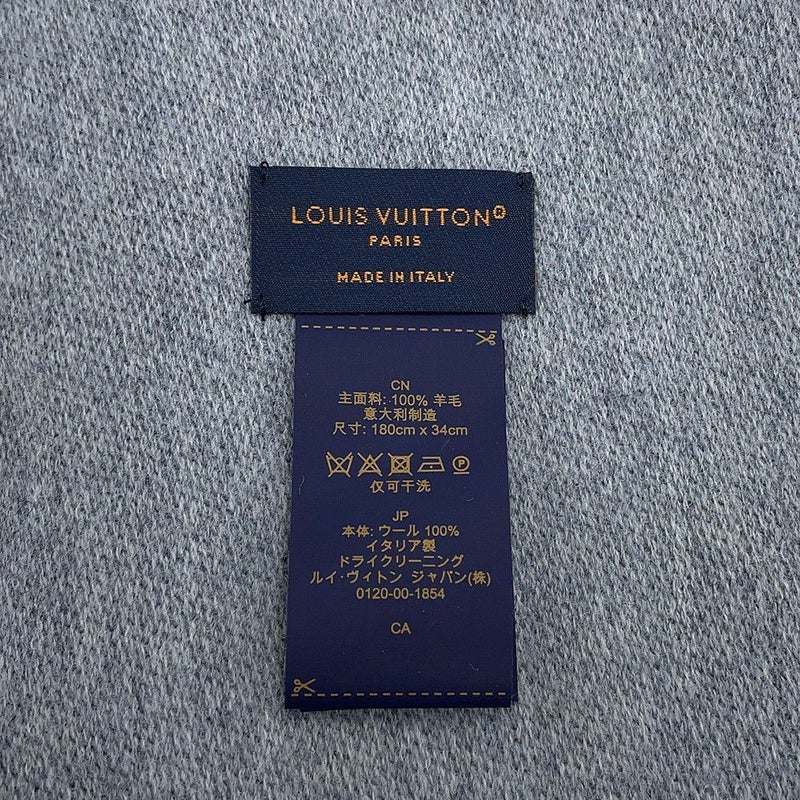 LOUIS VUITTON®
PARIS
MADE IN ITALY
CN
主面料: 100% 羊毛
意大利制造
尺寸: 180cm x 34cm
P
仅可干洗
JP
本体: ウール 100%
イタリア製
ドライクリーニング
ルイ·ヴィトン ジャパン(株)
0120-00-1854
CA